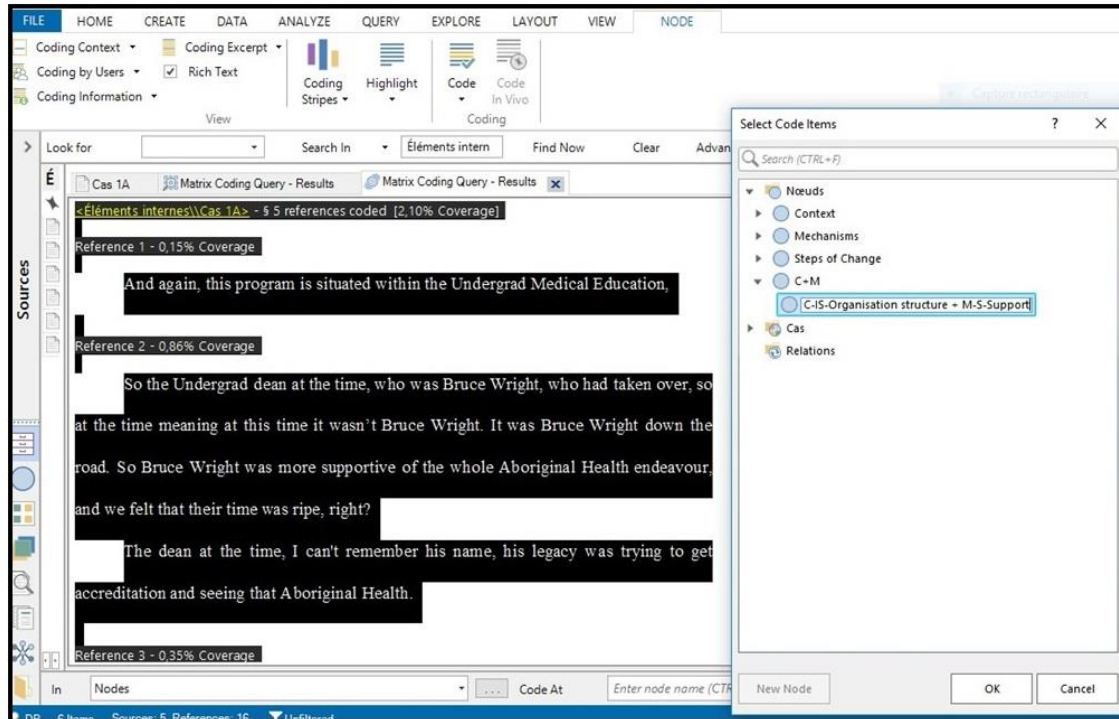 FILE HOME CREATE DATA ANALYZE QUERY EXPLORE LAYOUT VIEW NODE
Coding Context Coding Excerpt
Coding by Users Rich Text
Coding Information
Coding Stripes
Highlight
Code
Code In Vivo
View
Coding
Capture rectangulaire
Look for Search In Éléments intern Find Now Clear Advan
É
Cas 1A Matrix Coding Query - Results Matrix Coding Query - Results
Sources
<Éléments internes\\Cas 1A> - § 5 references coded [2,10% Coverage]
Reference 1 - 0,15% Coverage
And again, this program is situated within the Undergrad Medical Education,
Reference 2 - 0,86% Coverage
So the Undergrad dean at the time, who was Bruce Wright, who had taken over, so
at the time meaning at this time it wasn't Bruce Wright. It was Bruce Wright down the
road. So Bruce Wright was more supportive of the whole Aboriginal Health endeavour,
and we felt that their time was ripe, right?
The dean at the time, I can't remember his name, his legacy was trying to get
accreditation and seeing that Aboriginal Health.
Reference 3 - 0,35% Coverage
In Nodes ... Code At Enter node name (CTR
DR 6 Items Sources: 5 References: 16 Unfiltered
Select Code Items ? X
Search (CTRL+F)
Nœuds
Context
Mechanisms
Steps of Change
C+M
C-IS-Organisation structure + M-S-Support
Cas
Relations
New Node OK Cancel